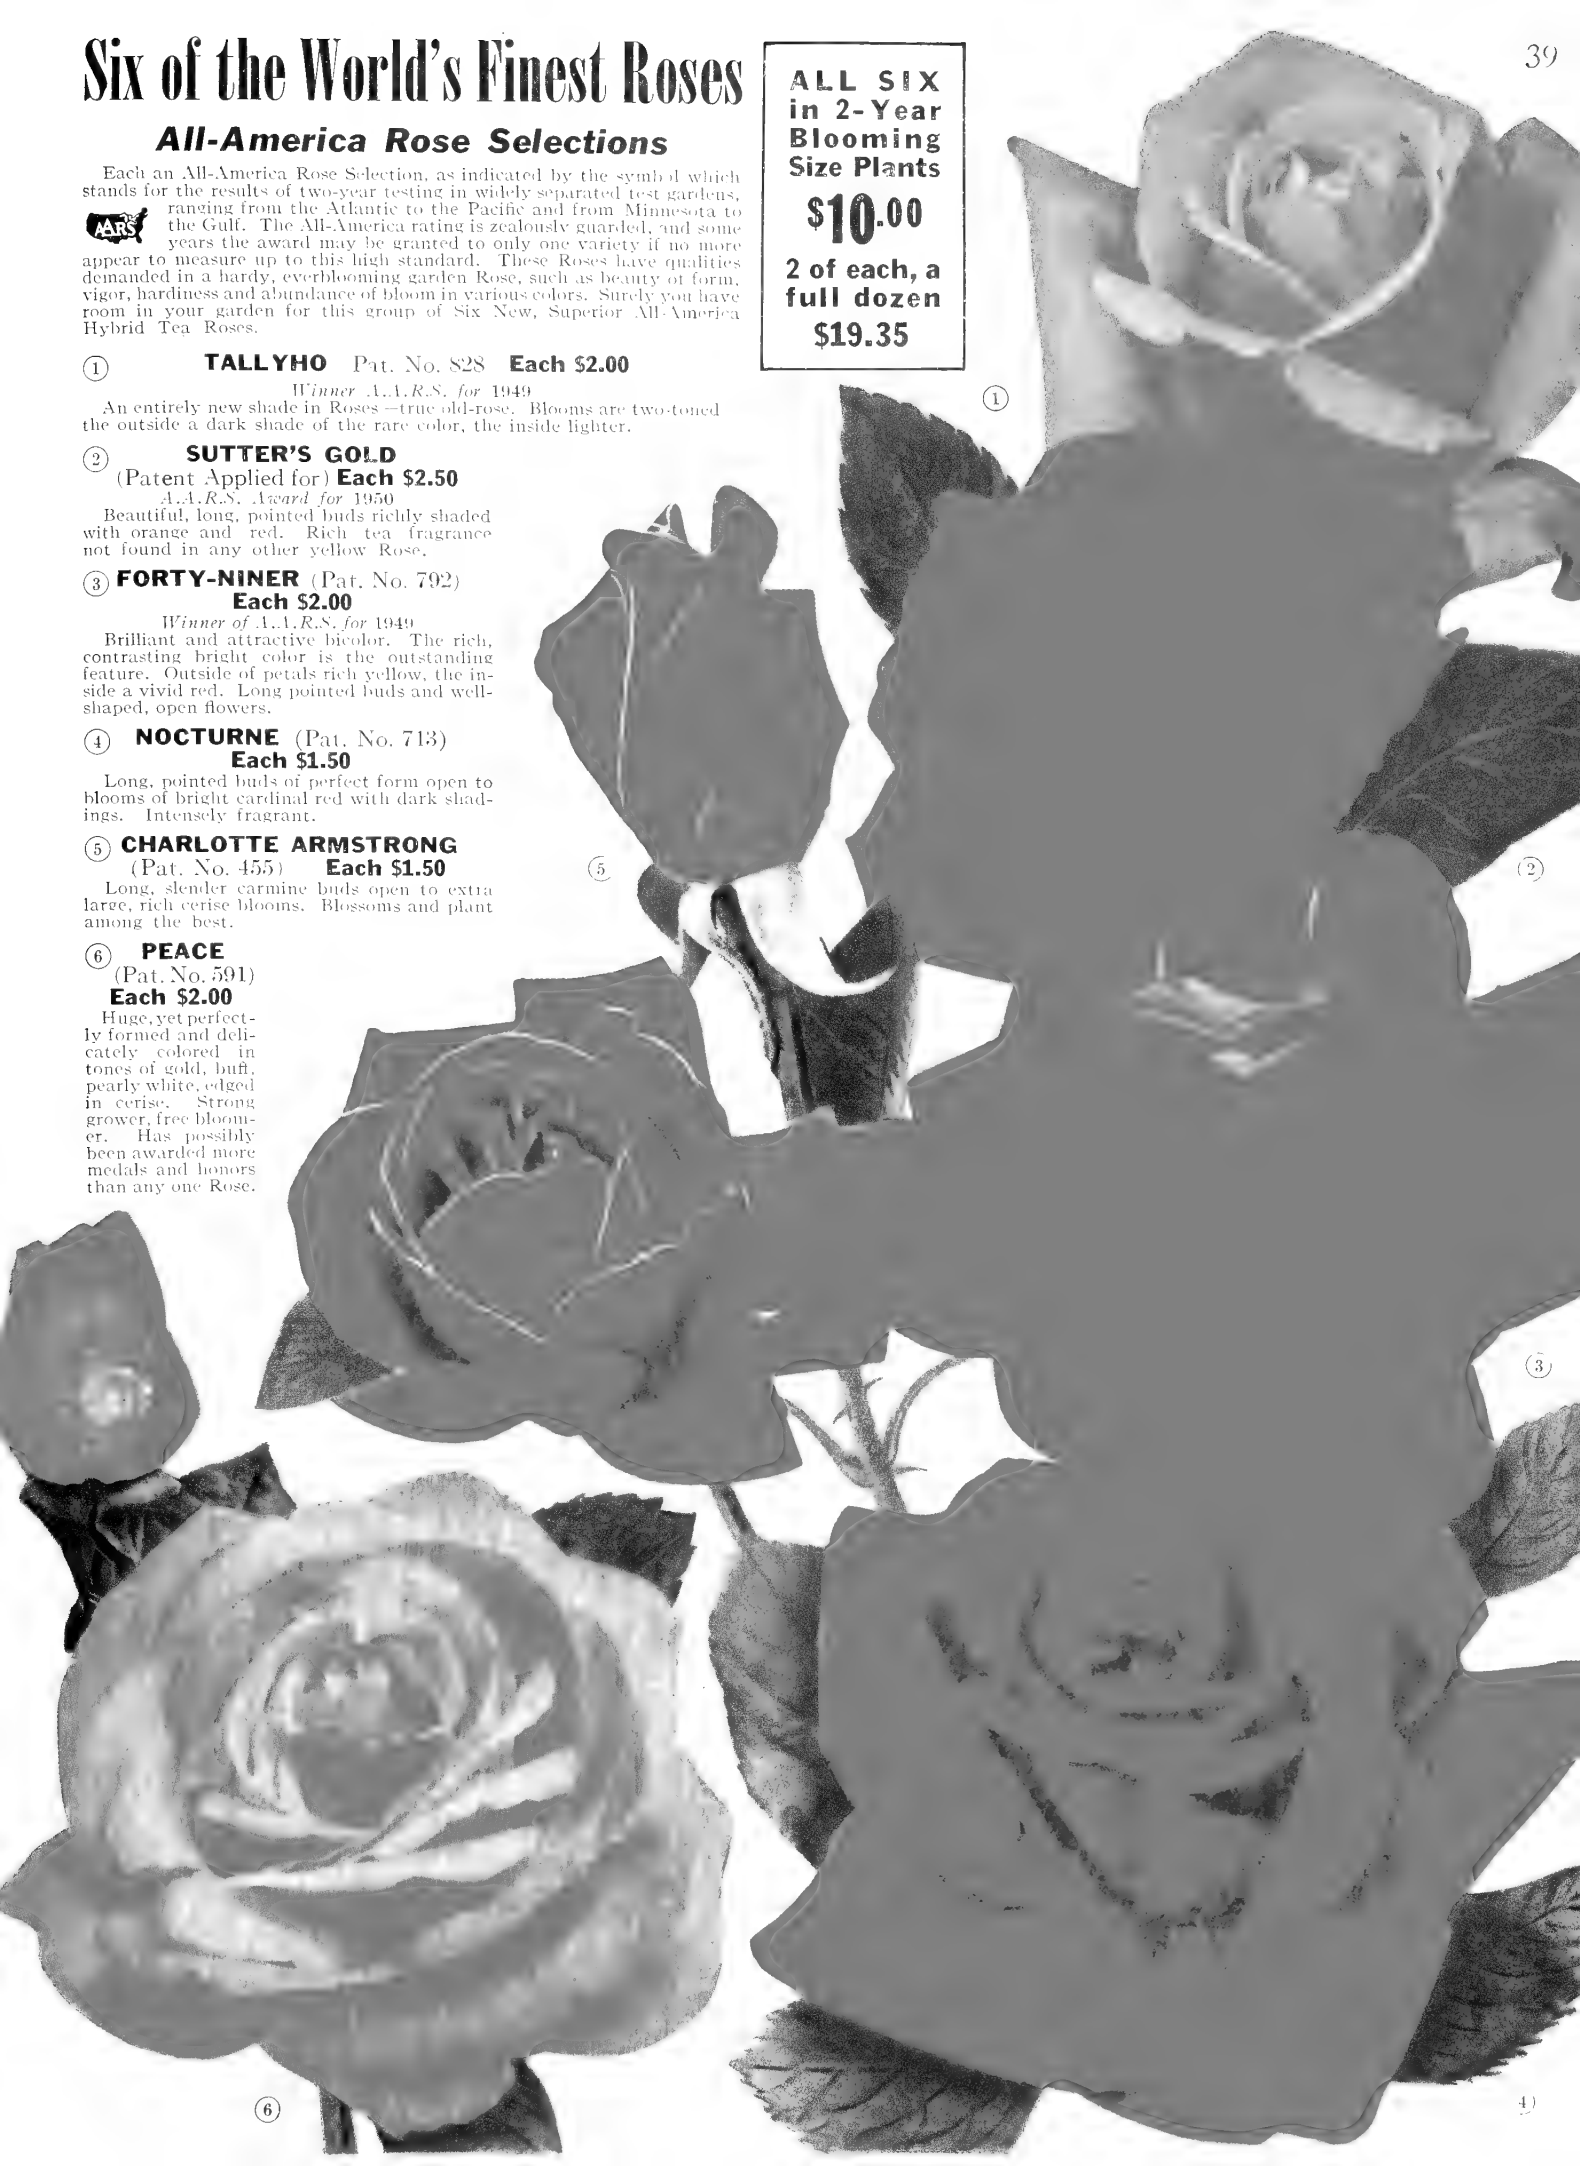 39
Six of the World's Finest Roses
All-America Rose Selections
Each an All-America Rose Selection, as indicated by the symbol which
stands for the results of two-year testing in widely separated test gardens,
ranging from the Atlantic to the Pacific and from Minnesota to
AARS
the Gulf. The All-America rating is zealously guarded, and some
years the award may be granted to only one variety if no more
appear to measure up to this high standard. These Roses have qualities
demanded in a hardy, everblooming garden Rose, such as beauty of form,
vigor, hardiness and abundance of bloom in various colors. Surely you have
room in your garden for this group of Six New, Superior All-America
Hybrid Tea Roses.
ALL SIX
in 2-Year
Blooming
Size Plants
$10.00
2 of each, a
full dozen
$19.35
1 TALLYHO Pat. No. 828 Each $2.00
Winner A.A.R.S. for 1949
An entirely new shade in Roses—true old-rose. Blooms are two-toned
the outside a dark shade of the rare color, the inside lighter.
2 SUTTER'S GOLD
(Patent Applied for) Each $2.50
A.A.R.S. Award for 1950
Beautiful, long, pointed buds richly shaded
with orange and red. Rich tea fragrance
not found in any other yellow Rose.
3 FORTY-NINER (Pat. No. 792)
Each $2.00
Winner of A.A.R.S. for 1949
Brilliant and attractive bicolor. The rich,
contrasting bright color is the outstanding
feature. Outside of petals rich yellow, the in-
side a vivid red. Long pointed buds and well-
shaped, open flowers.
4 NOCTURNE (Pat. No. 713)
Each $1.50
Long, pointed buds of perfect form open to
blooms of bright cardinal red with dark shad-
ings. Intensely fragrant.
5 CHARLOTTE ARMSTRONG
(Pat. No. 455) Each $1.50
Long, slender carmine buds open to extra
large, rich cerise blooms. Blossoms and plant
among the best.
6 PEACE
(Pat. No. 591)
Each $2.00
Huge, yet perfect-
ly formed and deli-
cately colored in
tones of gold, buff,
pearly white, edged
in cerise. Strong
grower, free bloom-
er. Has possibly
been awarded more
medals and honors
than any one Rose.
1
5
2
3
6
4